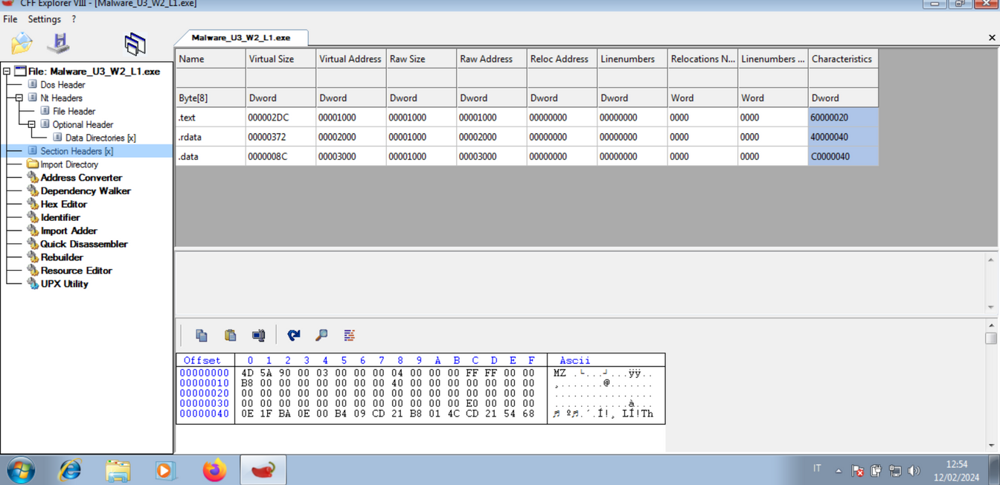 CFF Explorer VIII - [Malware_U3_W2_L1.exe]
File Settings ?
Malware_U3_W2_L1.exe
File: Malware_U3_W2_L1.exe
Dos Header
Nt Headers
File Header
Optional Header
Data Directories [x]
Section Headers [x]
Import Directory
Address Converter
Dependency Walker
Hex Editor
Identifier
Import Adder
Quick Disassembler
Rebuilder
Resource Editor
UPX Utility
Name Virtual Size Virtual Address Raw Size Raw Address Reloc Address Linenumbers Relocations N... Linenumbers ... Characteristics
Byte[8] Dword Dword Dword Dword Dword Dword Word Word Dword
.text 000002DC 00001000 00001000 00001000 00000000 00000000 0000 0000 60000020
.rdata 00000372 00002000 00001000 00002000 00000000 00000000 0000 0000 40000040
.data 0000008C 00003000 00001000 00003000 00000000 00000000 0000 0000 C0000040
Offset 0 1 2 3 4 5 6 7 8 9 A B C D E F Ascii
00000000 4D 5A 90 00 03 00 00 00 04 00 00 00 FF FF 00 00 MZ .└...┘...ÿÿ..
00000010 B8 00 00 00 00 00 00 00 40 00 00 00 00 00 00 00 ¸.......@.......
00000020 00 00 00 00 00 00 00 00 00 00 00 00 00 00 00 00 ................
00000030 00 00 00 00 00 00 00 00 00 00 00 00 E0 00 00 00 ............à...
00000040 0E 1F BA 0E 00 B4 09 CD 21 B8 01 4C CD 21 54 68 ♬ º♬.´.Í!¸ LÍ!Th
IT
12:54
12/02/2024